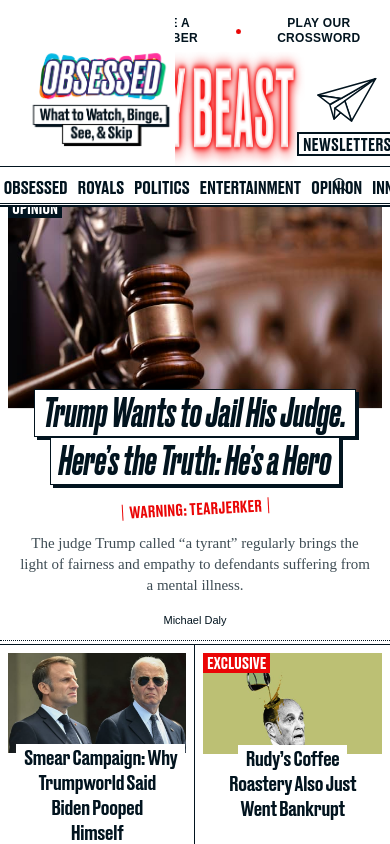 E A
BER
PLAY OUR
CROSSWORD
OBSESSED
What to Watch, Binge,
See, & Skip
Y BEAST
NEWSLETTERS
OBSESSED ROYALS POLITICS ENTERTAINMENT OPINION INN
OPINION
Trump Wants to Jail His Judge.
Here’s the Truth: He’s a Hero
WARNING: TEARJERKER
The judge Trump called “a tyrant” regularly brings the
light of fairness and empathy to defendants suffering from
a mental illness.
Michael Daly
Smear Campaign: Why
Trumpworld Said
Biden Pooped
Himself
EXCLUSIVE
Rudy’s Coffee
Roastery Also Just
Went Bankrupt